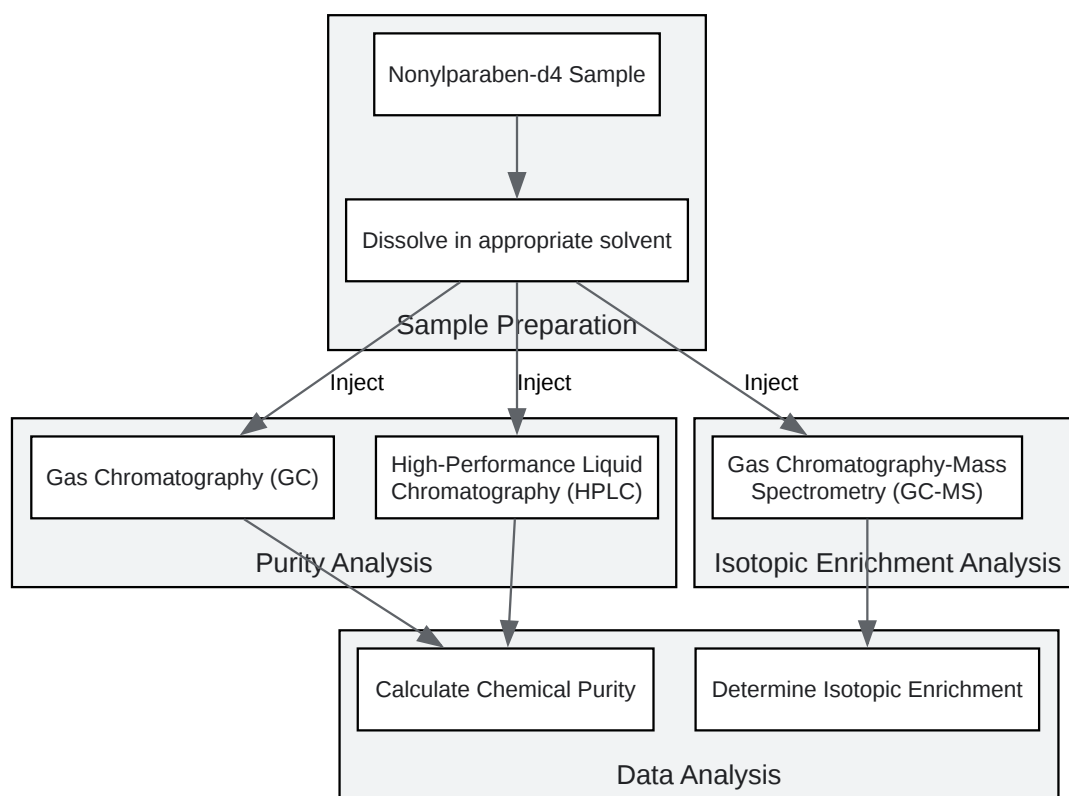 Nonylparaben-d4 Sample
Dissolve in appropriate solvent
Sample Preparation
Inject
Inject
Inject
Gas Chromatography (GC)
High-Performance Liquid
Chromatography (HPLC)
Purity Analysis
Gas Chromatography-Mass
Spectrometry (GC-MS)
Isotopic Enrichment Analysis
Calculate Chemical Purity
Determine Isotopic Enrichment
Data Analysis